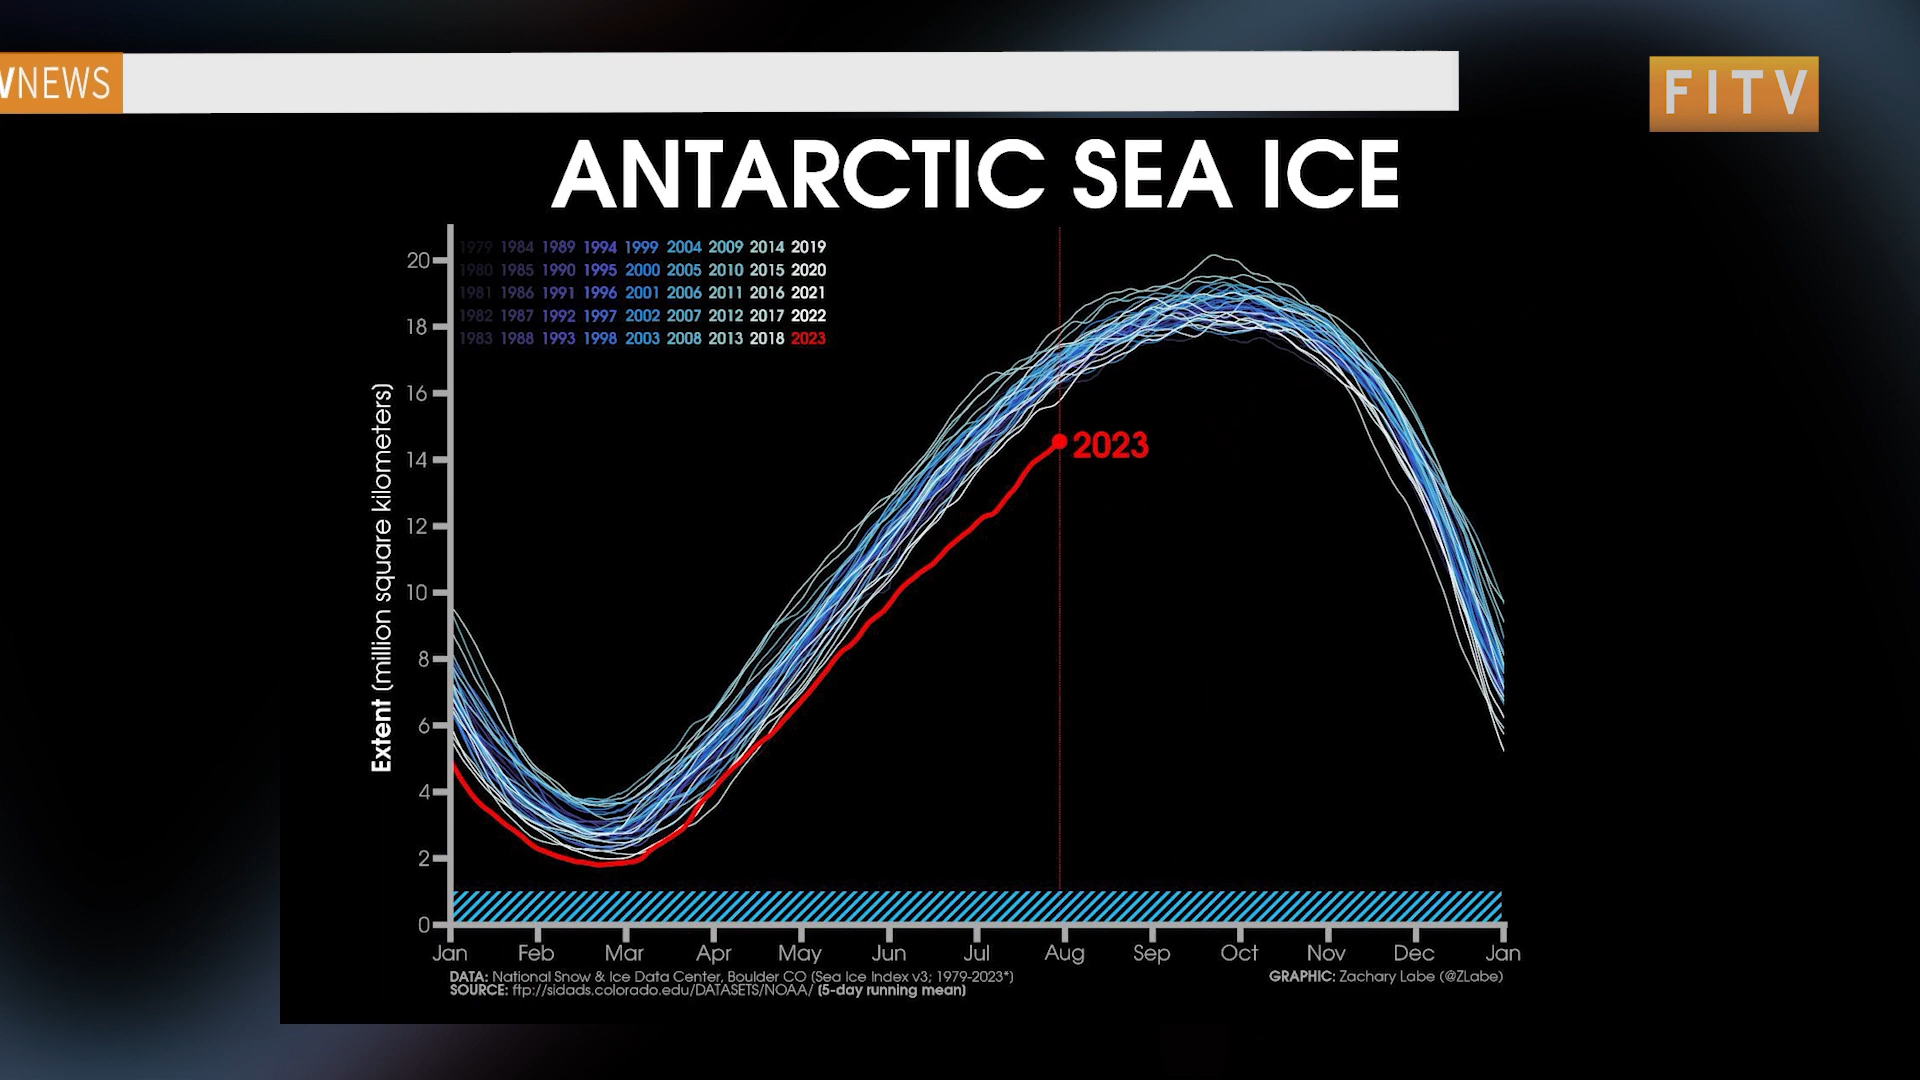 VNEWS
FITV
ANTARCTIC SEA ICE
1979 1984 1989 1994 1999 2004 2009 2014 2019
1980 1985 1990 1995 2000 2005 2010 2015 2020
1981 1986 1991 1996 2001 2006 2011 2016 2021
1982 1987 1992 1997 2002 2007 2012 2017 2022
1983 1988 1993 1998 2003 2008 2013 2018 2023
20
18
16
14
12
10
8
6
4
2
0
Extent (million square kilometers)
2023
Jan Feb Mar Apr May Jun Jul Aug Sep Oct Nov Dec Jan
DATA: National Snow & Ice Data Center, Boulder CO (Sea Ice Index v3; 1979-2023*)
SOURCE: ftp://sidads.colorado.edu/DATASETS/NOAA/ (5-day running mean)
GRAPHIC: Zachary Labe (@ZLabe)